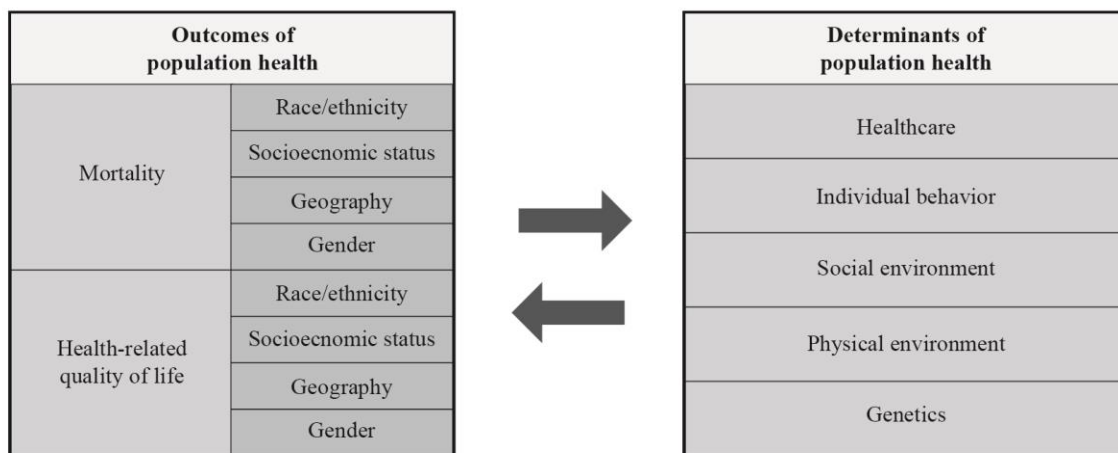 Outcomes of
population health
Mortality
Race/ethnicity
Socioecnomic status
Geography
Gender
Health-related
quality of life
Race/ethnicity
Socioecnomic status
Geography
Gender
Determinants of
population health
Healthcare
Individual behavior
Social environment
Physical environment
Genetics